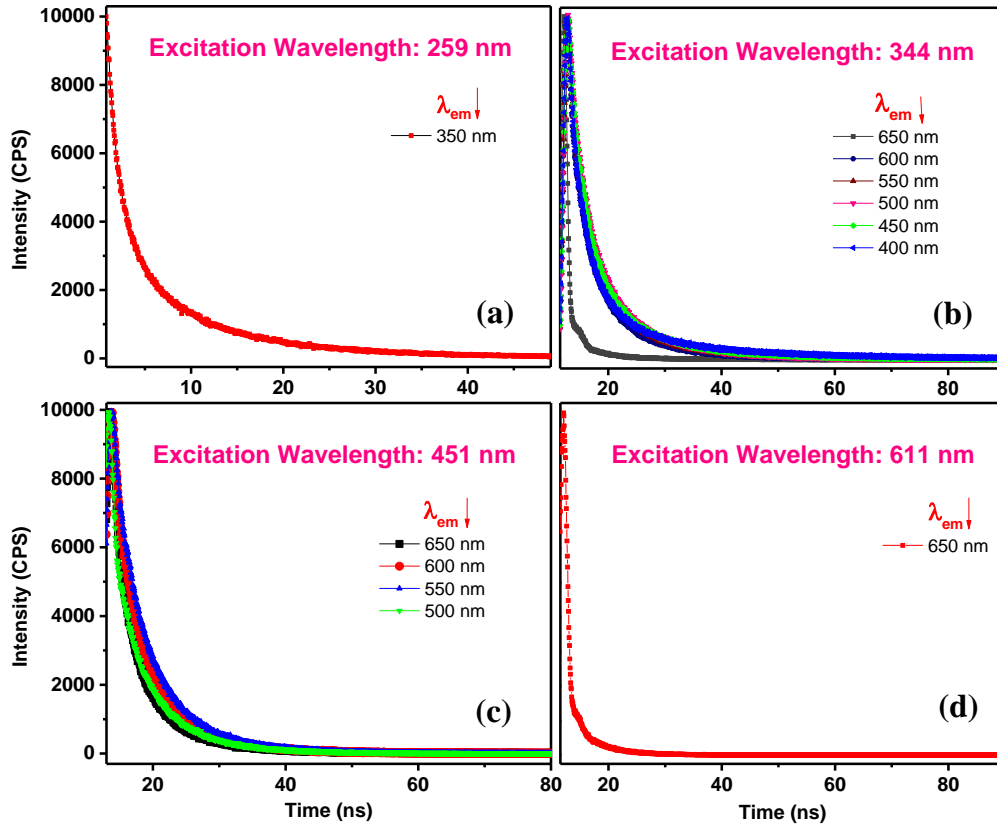 Excitation Wavelength: 259 nm
λem
350 nm
(a)
Intensity (CPS)
10000
8000
6000
4000
2000
0
10
20
30
40
Excitation Wavelength: 344 nm
λem
650 nm
600 nm
550 nm
500 nm
450 nm
400 nm
(b)
20
40
60
80
Excitation Wavelength: 451 nm
λem
650 nm
600 nm
550 nm
500 nm
(c)
Intensity (CPS)
10000
8000
6000
4000
2000
0
20
30
40
50
60
70
80
Time (ns)
Excitation Wavelength: 611 nm
λem
650 nm
(d)
20
40
60
80
Time (ns)